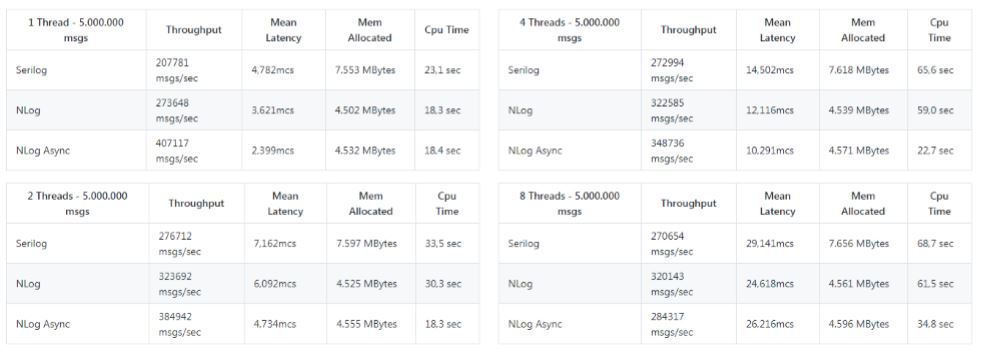 1 Thread - 5.000.000 msgs Throughput Mean Latency Mem Allocated Cpu Time
Serilog 207781 msgs/sec 4,782mcs 7.553 MBytes 23,1 sec
NLog 273648 msgs/sec 3,621mcs 4.502 MBytes 18,3 sec
NLog Async 407117 msgs/sec 2,399mcs 4.532 MBytes 18,4 sec
2 Threads - 5.000.000 msgs Throughput Mean Latency Mem Allocated Cpu Time
Serilog 276712 msgs/sec 7,162mcs 7.597 MBytes 33,5 sec
NLog 323692 msgs/sec 6,092mcs 4.525 MBytes 30,3 sec
NLog Async 384942 msgs/sec 4,734mcs 4.555 MBytes 18,3 sec
4 Threads - 5.000.000 msgs Throughput Mean Latency Mem Allocated Cpu Time
Serilog 272994 msgs/sec 14,502mcs 7.618 MBytes 65,6 sec
NLog 322585 msgs/sec 12,116mcs 4.539 MBytes 59,0 sec
NLog Async 348736 msgs/sec 10,291mcs 4.571 MBytes 22,7 sec
8 Threads - 5.000.000 msgs Throughput Mean Latency Mem Allocated Cpu Time
Serilog 270654 msgs/sec 29,141mcs 7.656 MBytes 68,7 sec
NLog 320143 msgs/sec 24,618mcs 4.561 MBytes 61,5 sec
NLog Async 284317 msgs/sec 26,216mcs 4.596 MBytes 34,8 sec